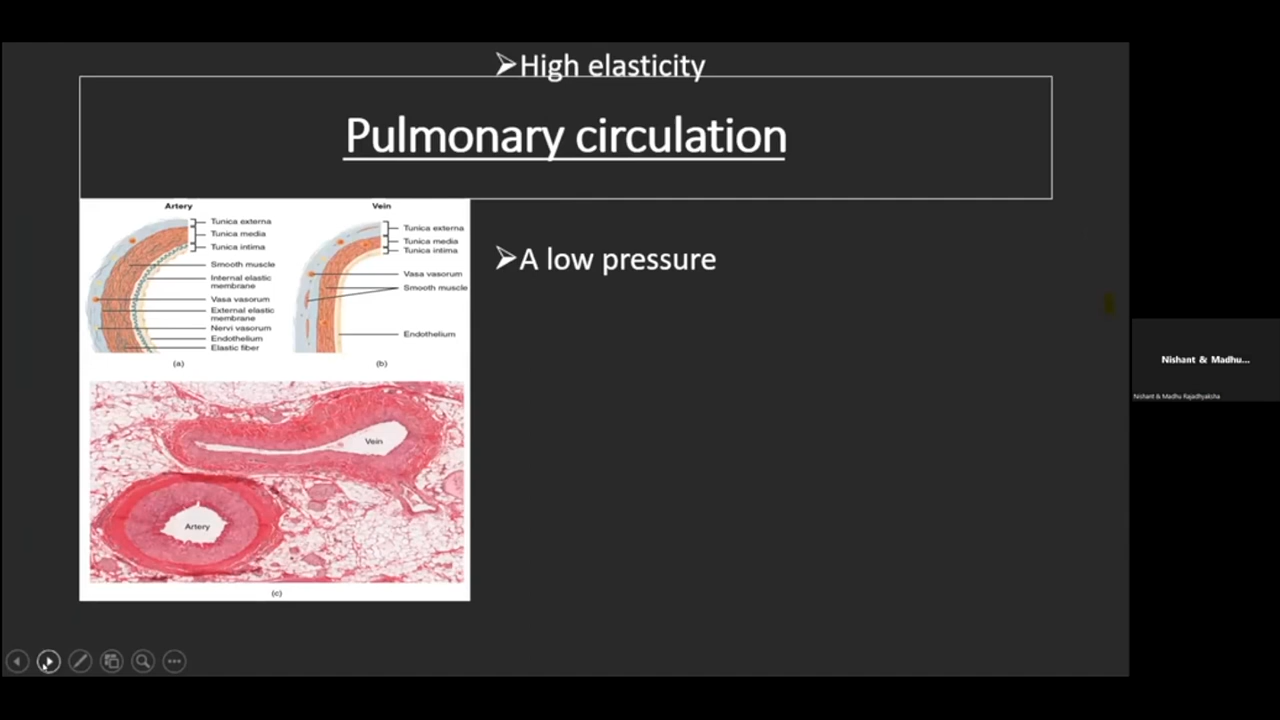 ➢High elasticity
Pulmonary circulation
Artery
Tunica externa
Tunica media
Tunica intima
Smooth muscle
Internal elastic
membrane
Vasa vasorum
External elastic
membrane
Nervi vasorum
Endothelium
Elastic fiber
(a)
Vein
Tunica externa
Tunica media
Tunica intima
Vasa vasorum
Smooth muscle
Endothelium
(b)
Vein
Artery
(c)
➢A low pressure
Nishant & Madhu...
Nishant & Madhu Rajadhyaksha